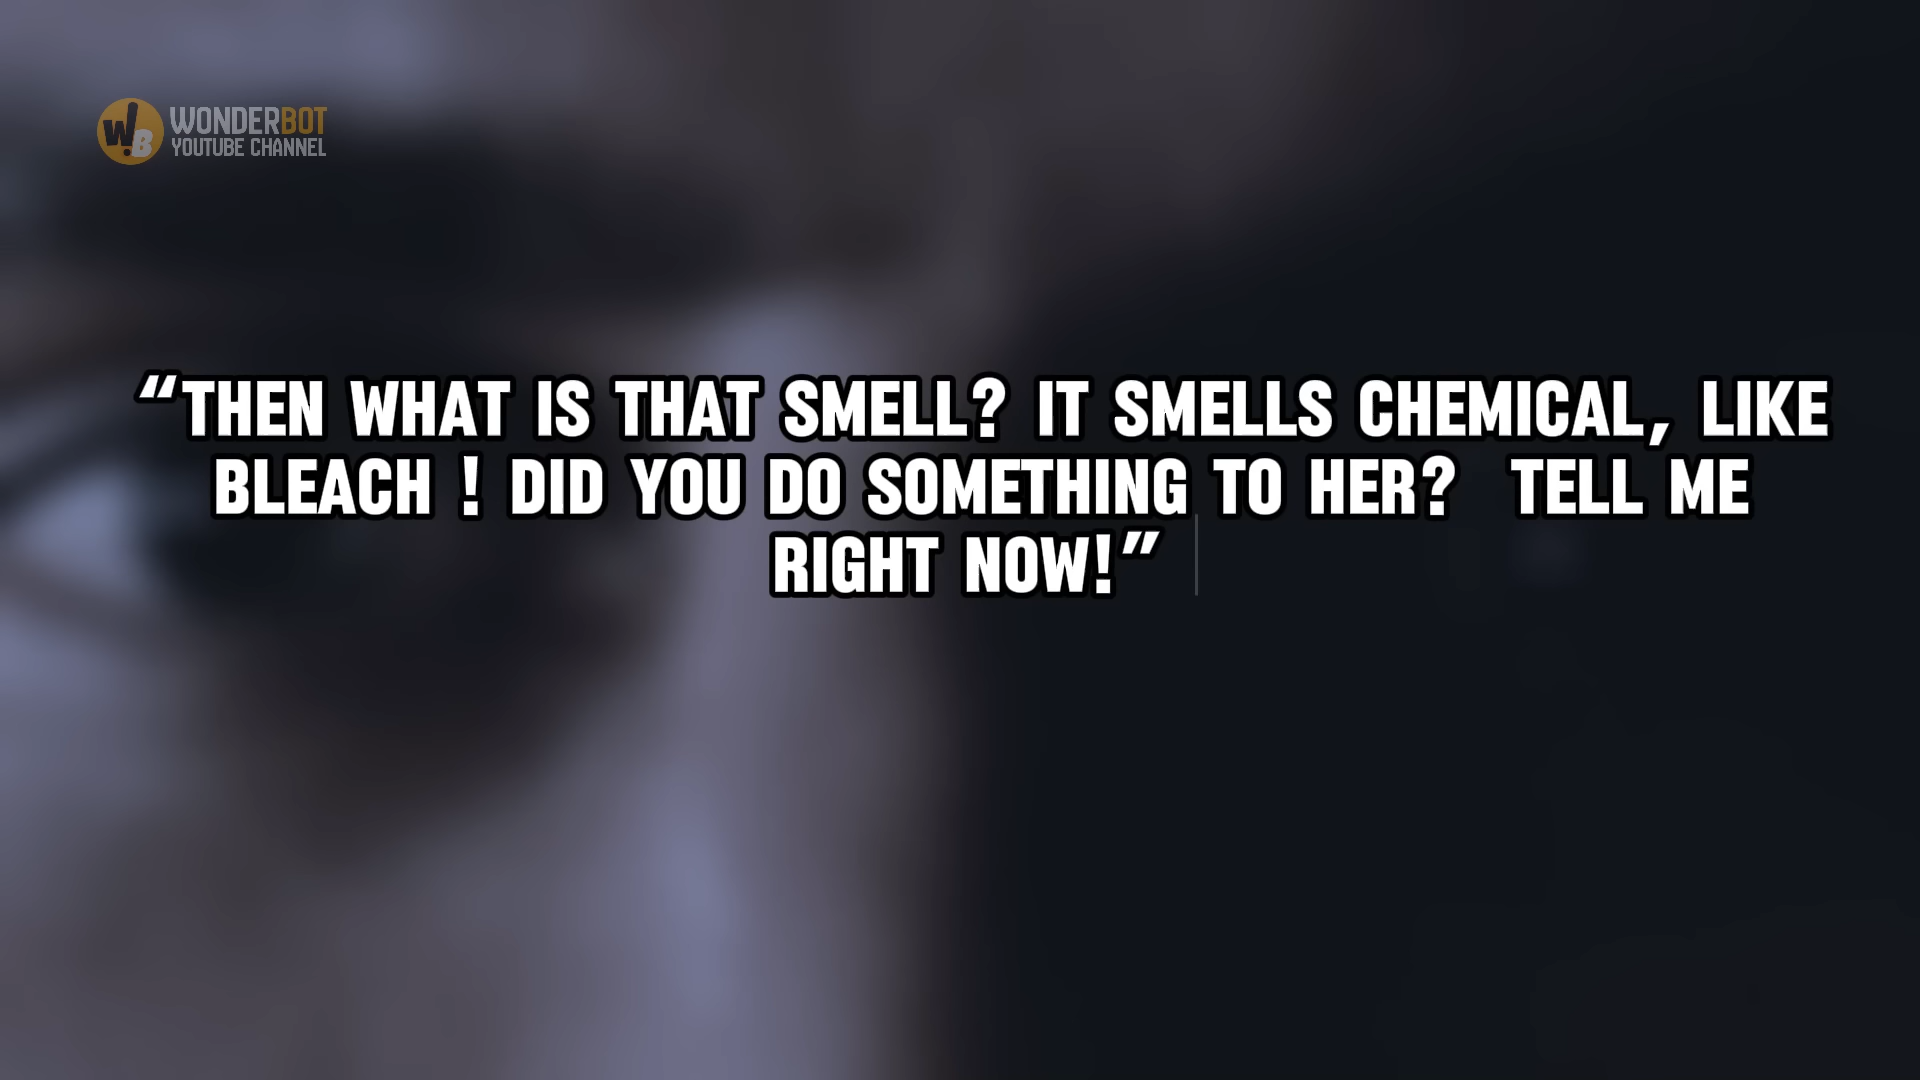 WONDERBOT
YOUTUBE CHANNEL
“THEN WHAT IS THAT SMELL? IT SMELLS CHEMICAL, LIKE
BLEACH ! DID YOU DO SOMETHING TO HER? TELL ME
RIGHT NOW!”